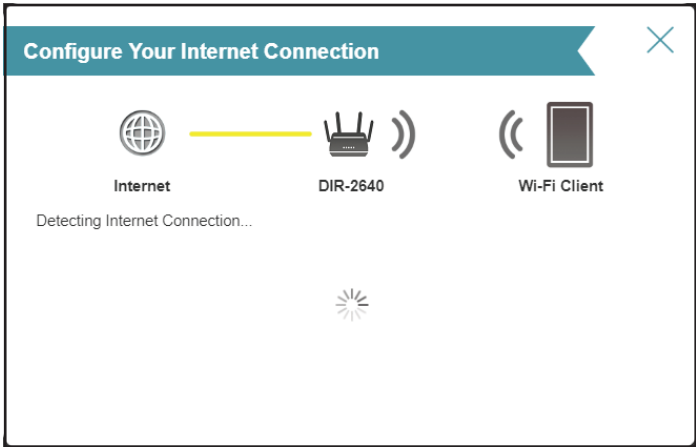 Configure Your Internet Connection
Internet
DIR-2640
Wi-Fi Client
Detecting Internet Connection...